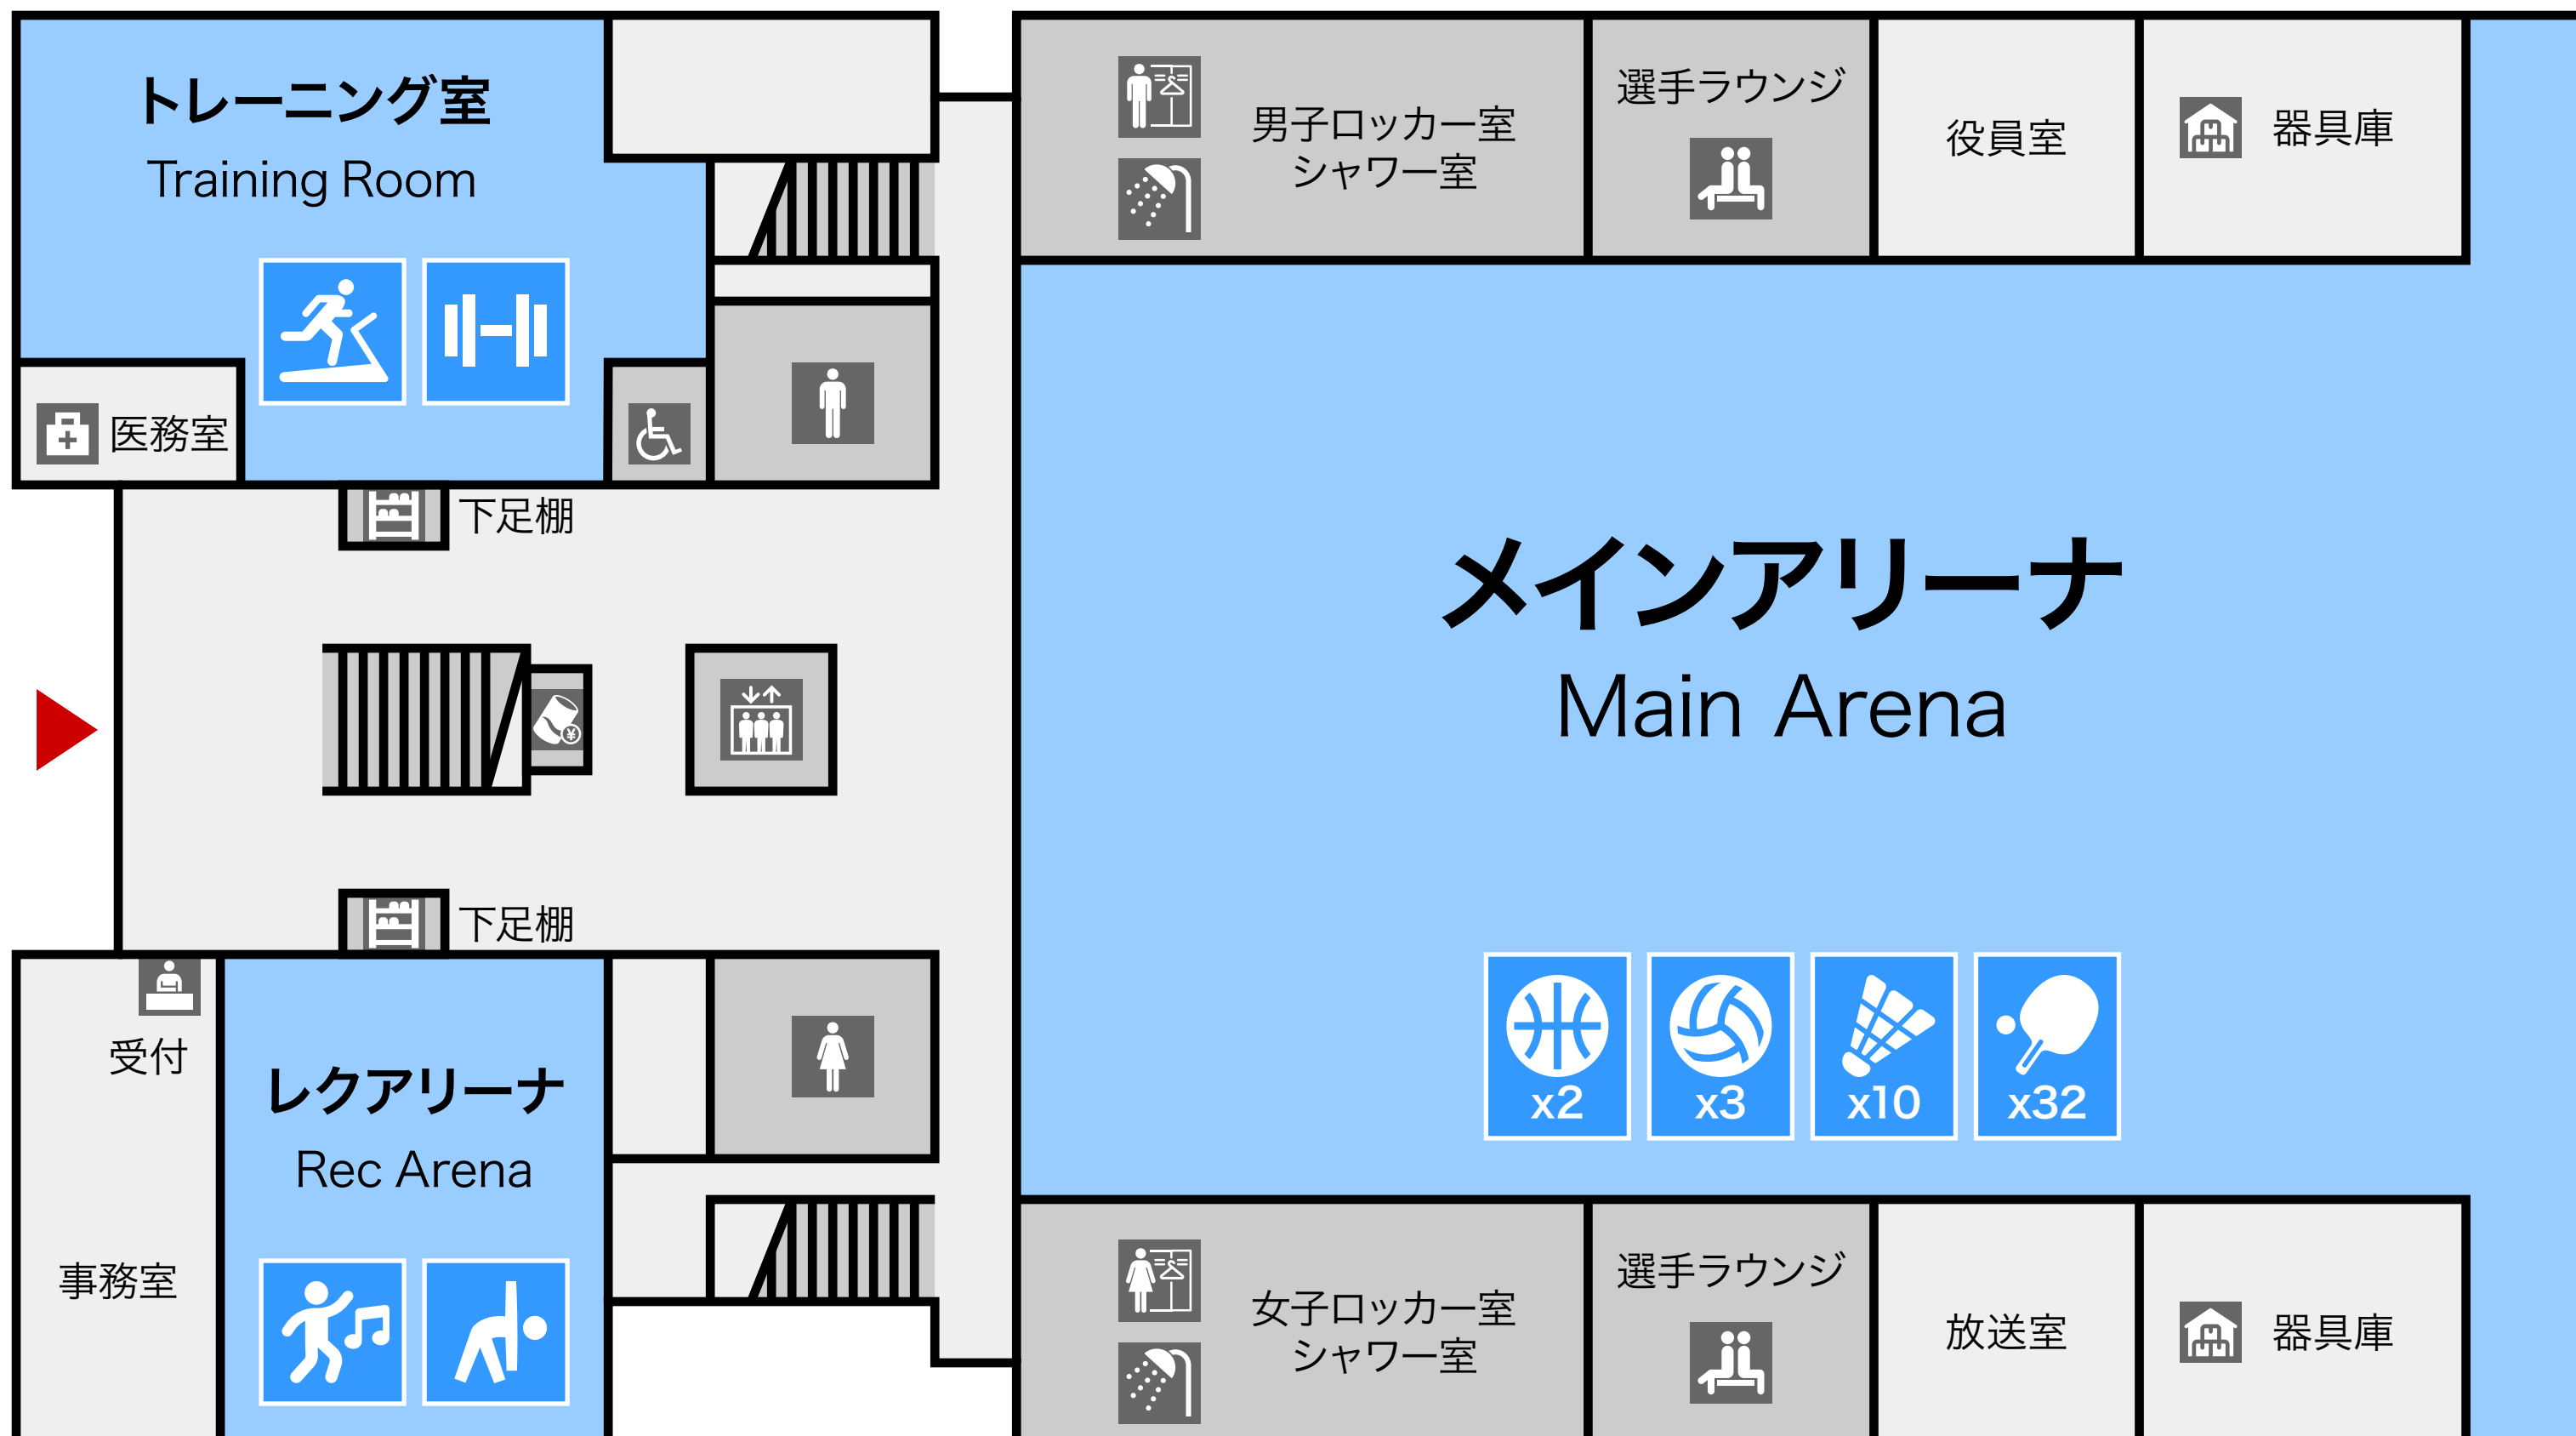 トレーニング室
Training Room
医務室
下足棚
¥
下足棚
受付
事務室
レクアリーナ
Rec Arena
男子ロッカー室
シャワー室
選手ラウンジ
役員室
器具庫
メインアリーナ
Main Arena
x2
x3
x10
x32
女子ロッカー室
シャワー室
選手ラウンジ
放送室
器具庫